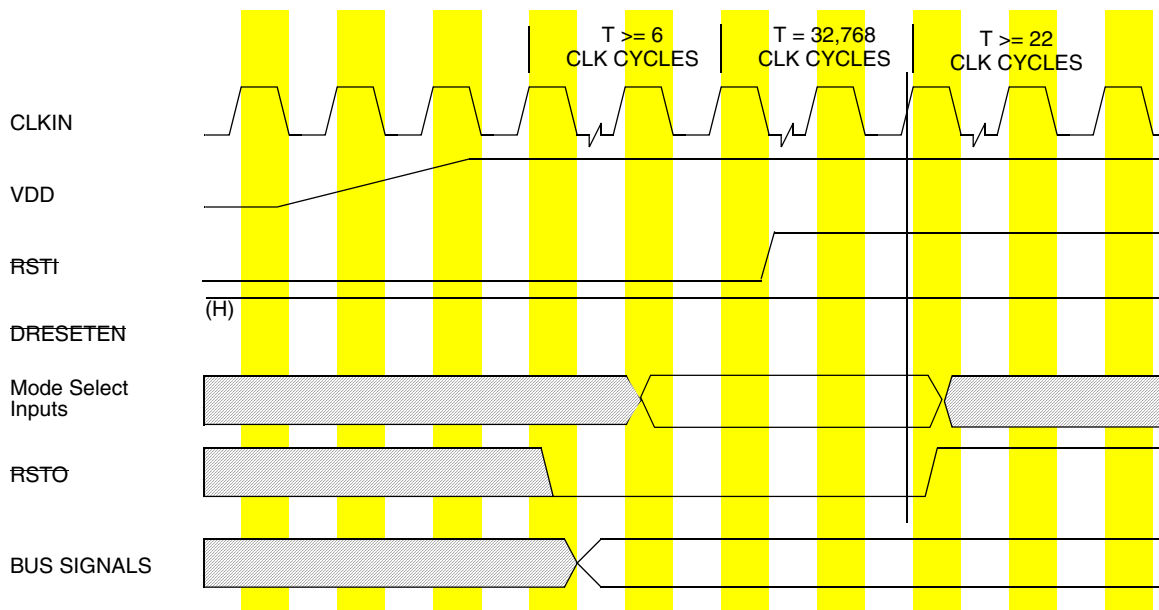 T >= 6
CLK CYCLES
T = 32,768
CLK CYCLES
T >= 22
CLK CYCLES
CLKIN
VDD
RSTI
(H)
DRESETEN
Mode Select
Inputs
RSTO
BUS SIGNALS